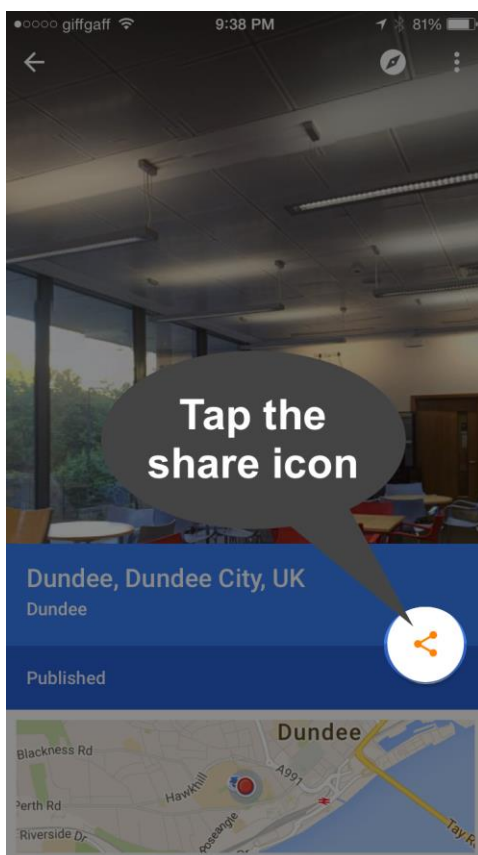 giffgaff 9:38 PM 81%
Tap the
share icon
Dundee, Dundee City, UK
Dundee
Published
Dundee
Blackness Rd
Hawkhill
A991
Perth Rd
Roseangle
Riverside Dr
Tay R